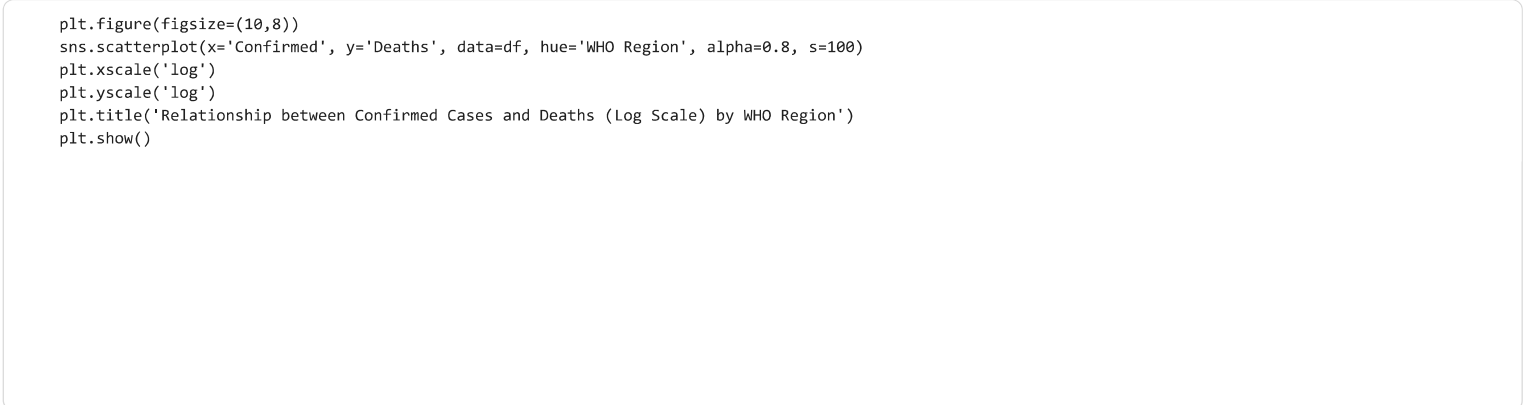 plt.figure(figsize=(10,8))
sns.scatterplot(x='Confirmed', y='Deaths', data=df, hue='WHO Region', alpha=0.8, s=100)
plt.xscale('log')
plt.yscale('log')
plt.title('Relationship between Confirmed Cases and Deaths (Log Scale) by WHO Region')
plt.show()